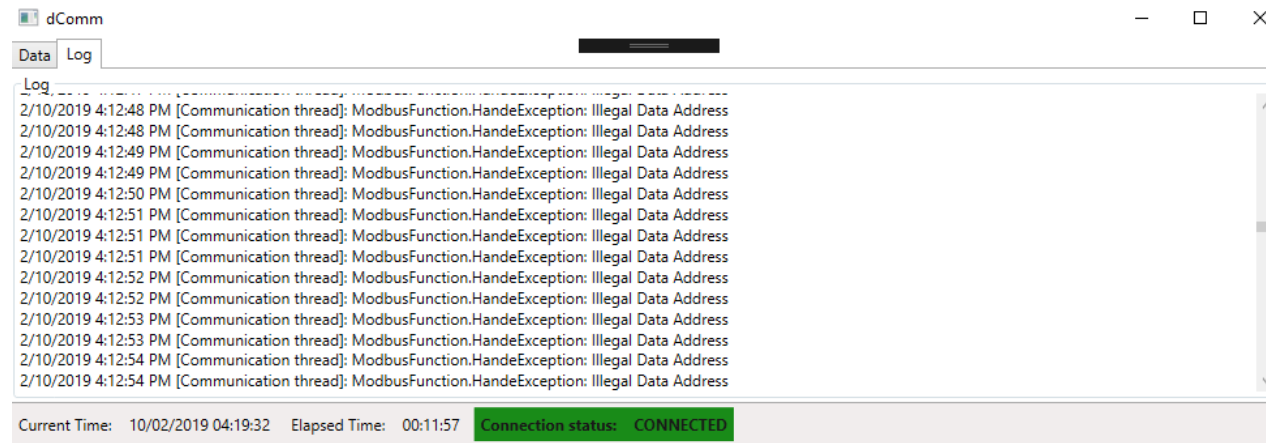 dComm
Data Log
Log
2/10/2019 4:12:48 PM [Communication thread]: ModbusFunction.HandeException: Illegal Data Address
2/10/2019 4:12:48 PM [Communication thread]: ModbusFunction.HandeException: Illegal Data Address
2/10/2019 4:12:49 PM [Communication thread]: ModbusFunction.HandeException: Illegal Data Address
2/10/2019 4:12:49 PM [Communication thread]: ModbusFunction.HandeException: Illegal Data Address
2/10/2019 4:12:50 PM [Communication thread]: ModbusFunction.HandeException: Illegal Data Address
2/10/2019 4:12:51 PM [Communication thread]: ModbusFunction.HandeException: Illegal Data Address
2/10/2019 4:12:51 PM [Communication thread]: ModbusFunction.HandeException: Illegal Data Address
2/10/2019 4:12:51 PM [Communication thread]: ModbusFunction.HandeException: Illegal Data Address
2/10/2019 4:12:52 PM [Communication thread]: ModbusFunction.HandeException: Illegal Data Address
2/10/2019 4:12:52 PM [Communication thread]: ModbusFunction.HandeException: Illegal Data Address
2/10/2019 4:12:53 PM [Communication thread]: ModbusFunction.HandeException: Illegal Data Address
2/10/2019 4:12:53 PM [Communication thread]: ModbusFunction.HandeException: Illegal Data Address
2/10/2019 4:12:54 PM [Communication thread]: ModbusFunction.HandeException: Illegal Data Address
2/10/2019 4:12:54 PM [Communication thread]: ModbusFunction.HandeException: Illegal Data Address
Current Time: 10/02/2019 04:19:32 Elapsed Time: 00:11:57 Connection status: CONNECTED